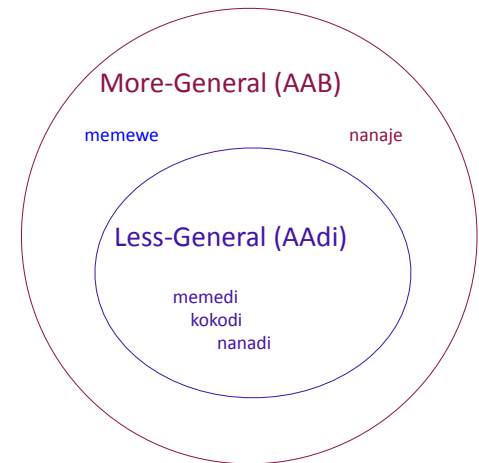 More-General (AAB)
memewe nanaje
Less-General (AAdi)
memedi
kokodi
nanadi